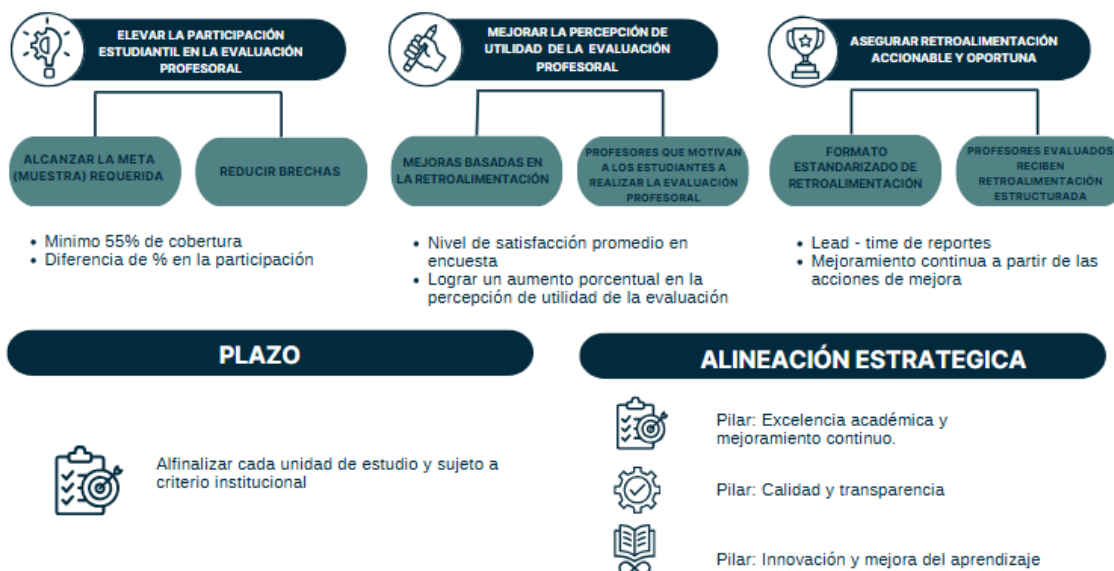 ELEVAR LA PARTICIPACIÓN
ESTUDIANTIL EN LA EVALUACIÓN
PROFESORAL
MEJORAR LA PERCEPCIÓN DE
UTILIDAD DE LA EVALUACIÓN
PROFESORAL
ASEGURAR RETROALIMENTACIÓN
ACCIONABLE Y OPORTUNA
ALCANZAR LA META
(MUESTRA) REQUERIDA
REDUCIR BRECHAS
MEJORAS BASADAS EN
LA RETROALIMENTACIÓN
PROFESORES QUE MOTIVAN
A LOS ESTUDIANTES A
REALIZAR LA EVALUACIÓN
PROFESORAL
FORMATO
ESTANDARIZADO DE
RETROALIMENTACIÓN
PROFESORES EVALUADOS
RECIBEN
RETROALIMENTACIÓN
ESTRUCTURADA
• Minimo 55% de cobertura
• Diferencia de % en la participación
• Nivel de satisfacción promedio en
encuesta
• Lograr un aumento porcentual en la
percepción de utilidad de la evaluación
• Lead - time de reportes
• Mejoramiento continua a partir de las
acciones de mejora
PLAZO
Alfinalizar cada unidad de estudio y sujeto a
criterio institucional
ALINEACIÓN ESTRATEGICA
Pilar: Excelencia académica y
mejoramiento continuo.
Pilar: Calidad y transparencia
Pilar: Innovación y mejora del aprendizaje